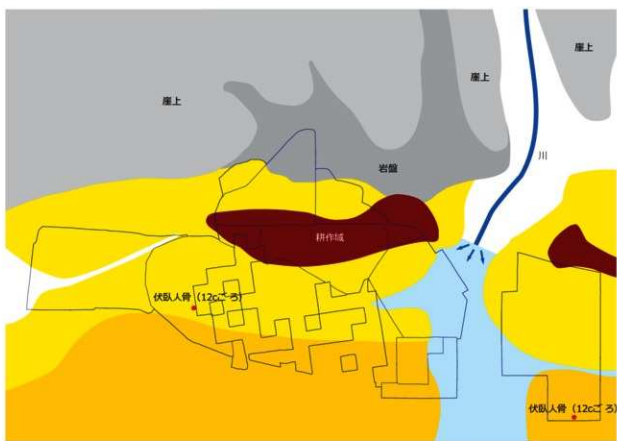 崖上
崖上
崖上
岩盤
川
耕作域
伏臥人骨（12cごろ）
伏臥人骨（12cごろ）